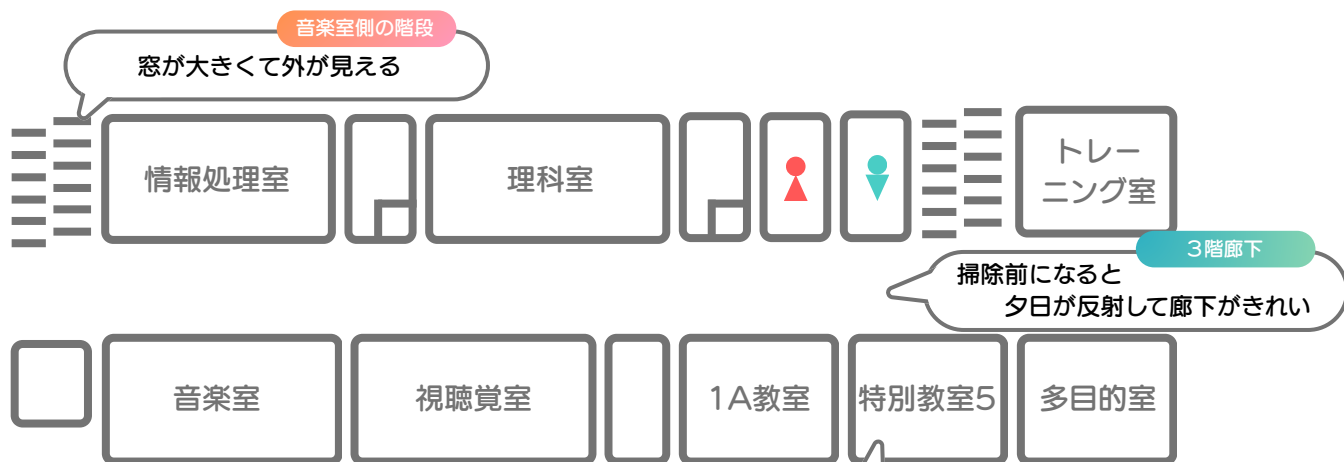 音楽室側の階段
窓が大きくて外が見える
情報処理室
理科室
トレー
ニング室
3階廊下
掃除前になると
夕日が反射して廊下がきれい
音楽室
視聴覚室
1A教室
特別教室5
多目的室